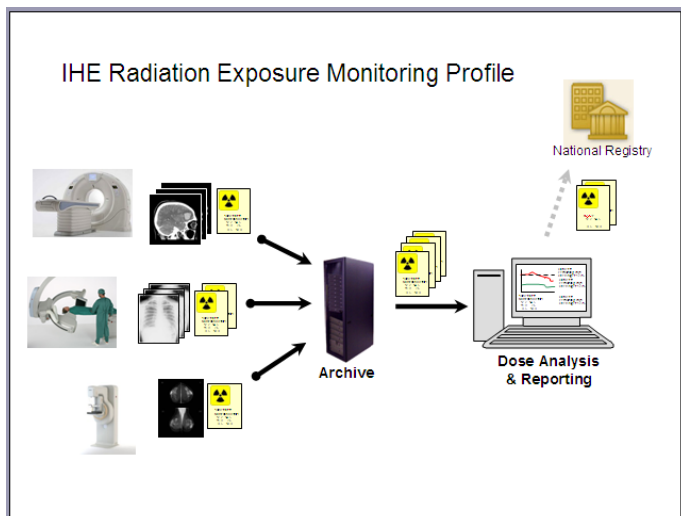 IHE Radiation Exposure Monitoring Profile
National Registry
Archive
Dose Analysis
& Reporting